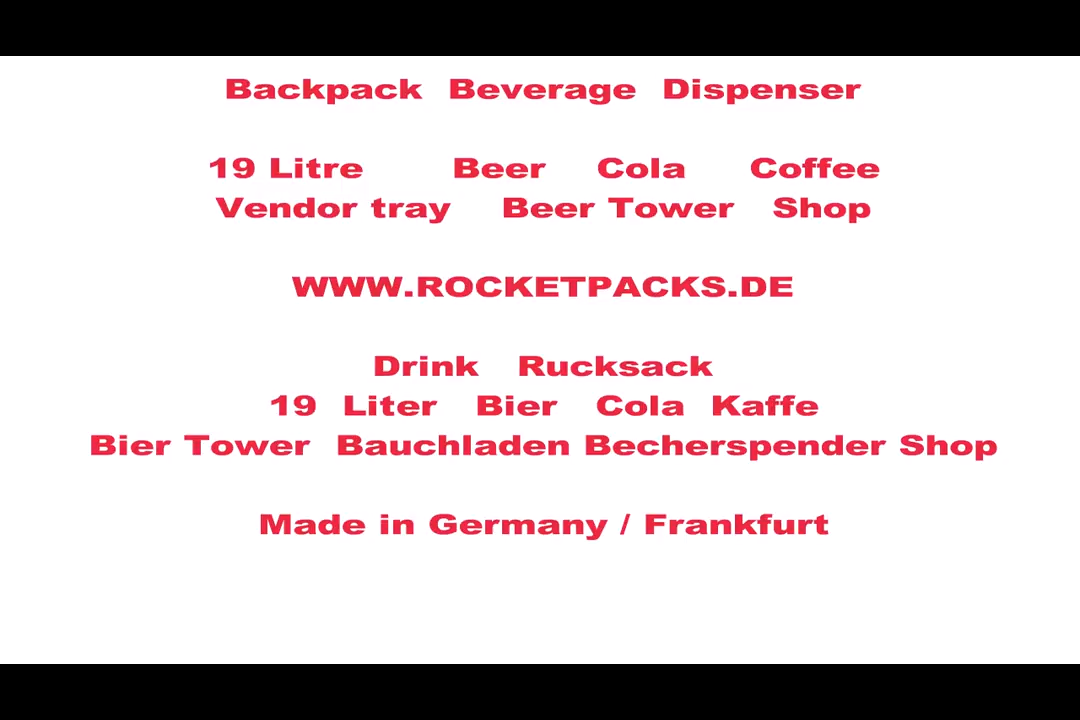 Backpack Beverage Dispenser
19 Litre Beer Cola Coffee
Vendor tray Beer Tower Shop
WWW.ROCKETPACKS.DE
Drink Rucksack
19 Liter Bier Cola Kaffe
Bier Tower Bauchladen Becherspender Shop
Made in Germany / Frankfurt